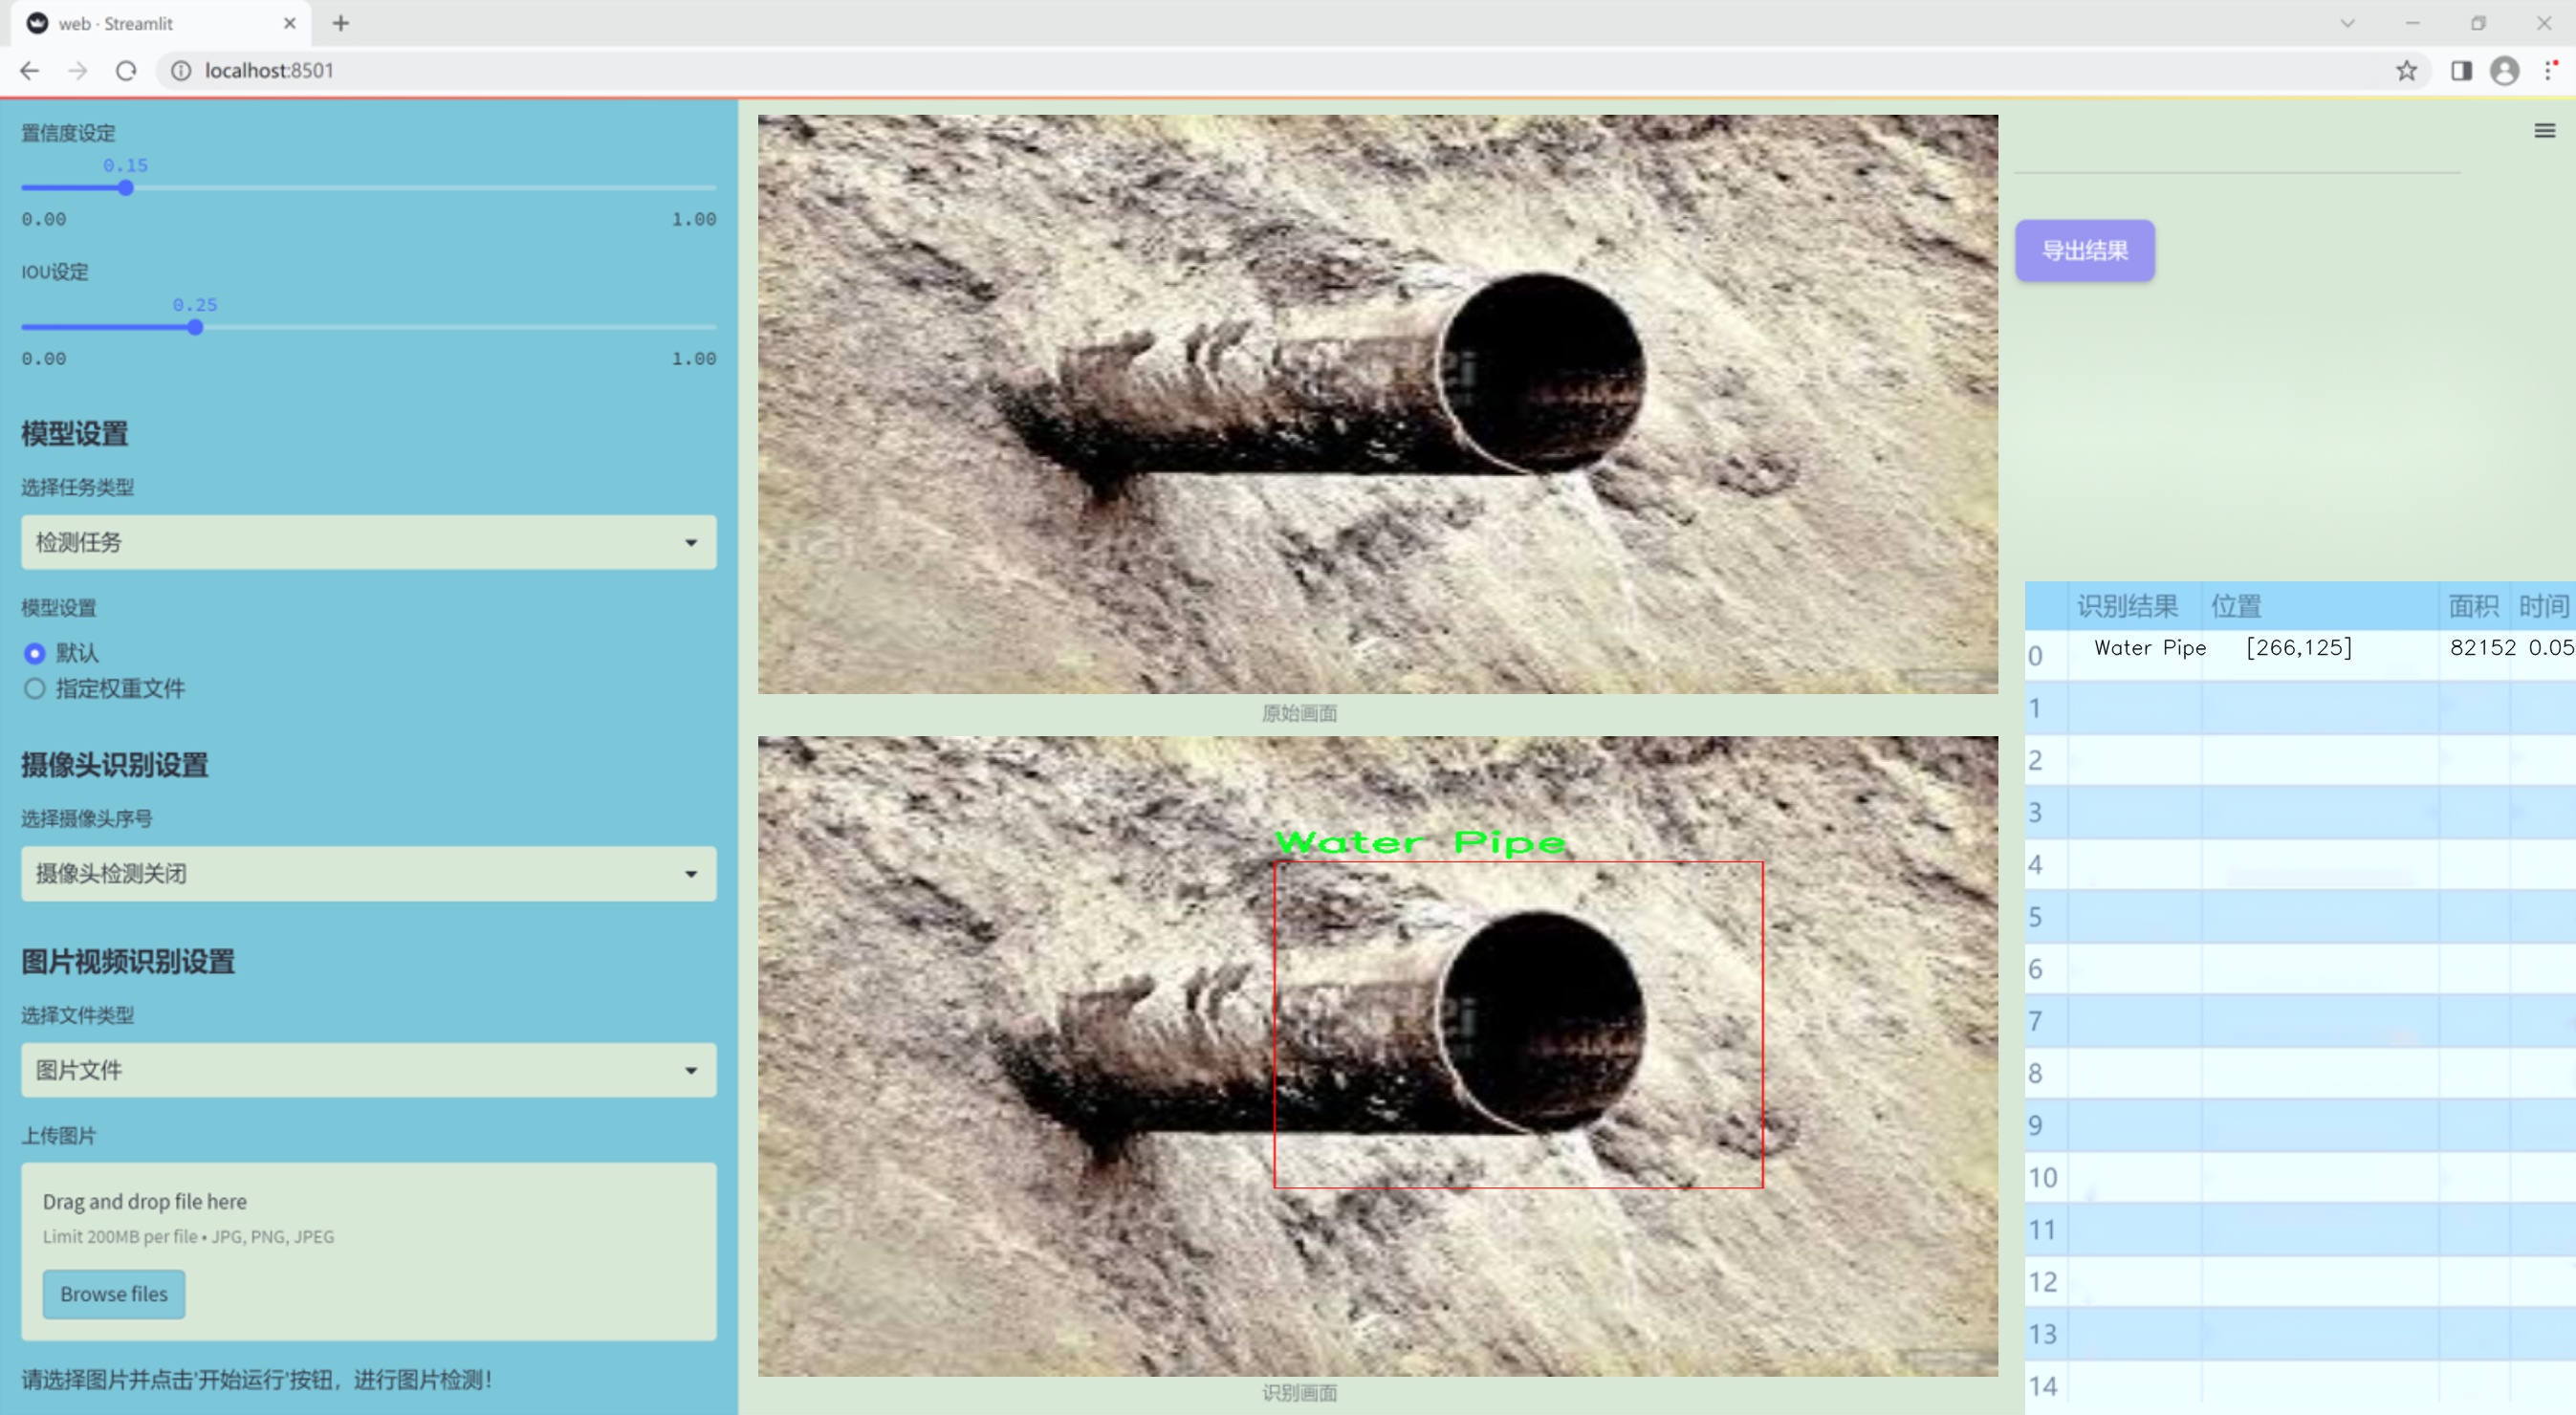 web · Streamlit
localhost:8501
置信度设定
0.15
0.00 1.00
IOU设定
0.25
0.00 1.00
模型设置
选择任务类型
检测任务
模型设置
默认
指定权重文件
摄像头识别设置
选择摄像头序号
摄像头检测关闭
图片视频识别设置
选择文件类型
图片文件
上传图片
Drag and drop file here
Limit 200MB per file • JPG, PNG, JPEG
Browse files
请选择图片并点击'开始运行'按钮，进行图片检测！
原始画面
Water Pipe
识别画面
导出结果
识别结果 位置 面积 时间
0 Water Pipe [266,125] 82152 0.05
1
2
3
4
5
6
7
8
9
10
11
12
13
14